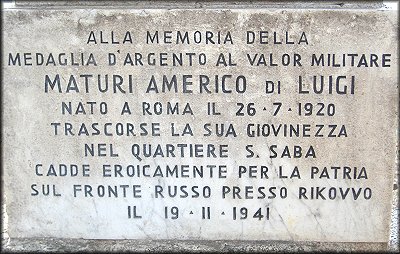 ALLA MEMORIA DELLA
MEDAGLIA D'ARGENTO AL VALOR MILITARE
MATURI AMERICO DI LUIGI
NATO A ROMA IL 26·7·1920
TRASCORSE LA SUA GIOVINEZZA
NEL QUARTIERE S. SABA
CADDE EROICAMENTE PER LA PATRIA
SUL FRONTE RUSSO PRESSO RIKOVVO
IL 19·11·1941